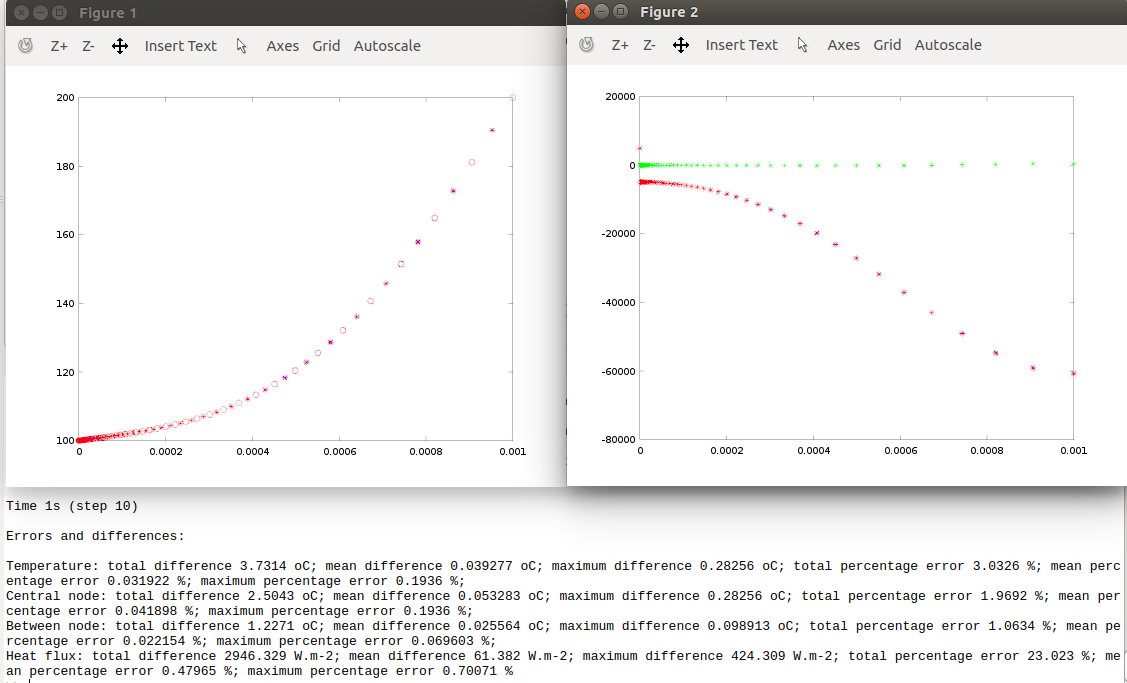 Figure 1
Z+ Z- Insert Text Axes Grid Autoscale
200
180
160
140
120
100
0 0.0002 0.0004 0.0006 0.0008 0.001
Figure 2
Z+ Z- Insert Text Axes Grid Autoscale
20000
0
-20000
-40000
-60000
-80000
0 0.0002 0.0004 0.0006 0.0008 0.001
Time 1s (step 10)
Errors and differences:
Temperature: total difference 3.7314 oC; mean difference 0.039277 oC; maximum difference 0.28256 oC; total percentage error 3.0326 %; mean perc
entage error 0.031922 %; maximum percentage error 0.1936 %;
Central node: total difference 2.5043 oC; mean difference 0.053283 oC; maximum difference 0.28256 oC; total percentage error 1.9692 %; mean per
centage error 0.041898 %; maximum percentage error 0.1936 %;
Between node: total difference 1.2271 oC; mean difference 0.025564 oC; maximum difference 0.098913 oC; total percentage error 1.0634 %; mean pe
rcentage error 0.022154 %; maximum percentage error 0.069603 %;
Heat flux: total difference 2946.329 W.m-2; mean difference 61.382 W.m-2; maximum difference 424.309 W.m-2; total percentage error 23.023 %; me
an percentage error 0.47965 %; maximum percentage error 0.70071 %